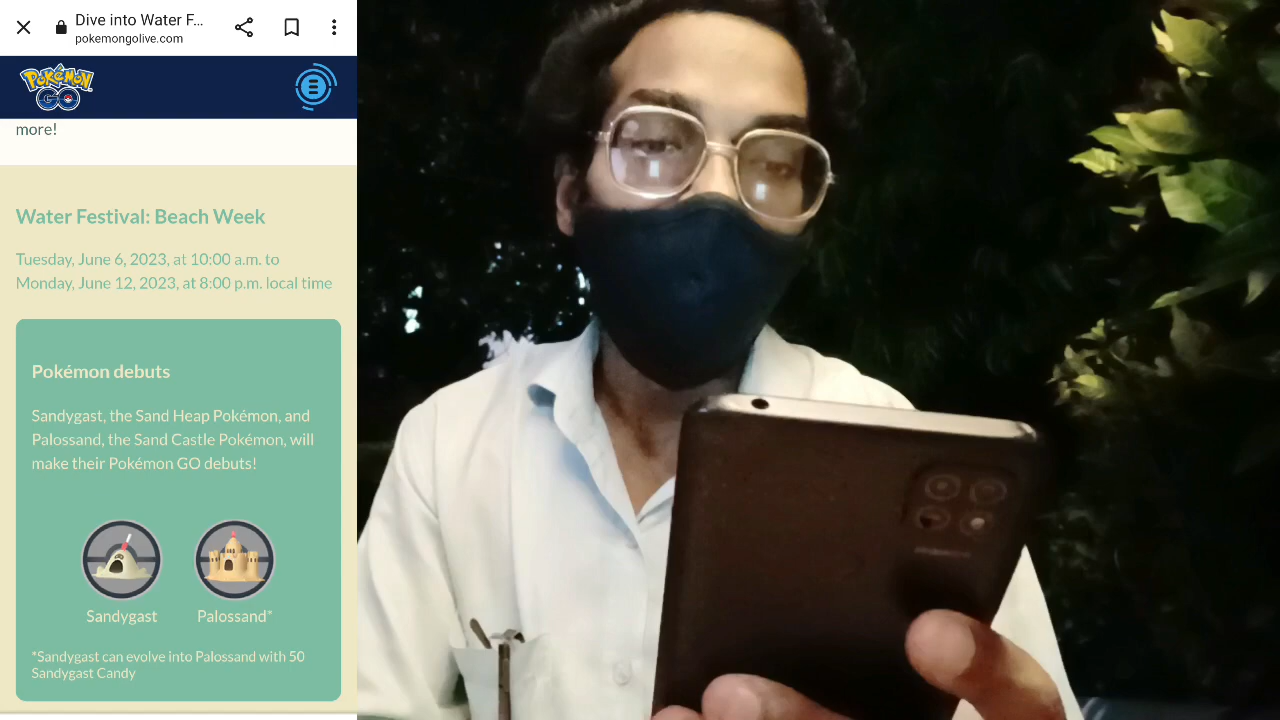 Dive into Water F...
pokemongolive.com
POKÉMON
GO
more!
Water Festival: Beach Week
Tuesday, June 6, 2023, at 10:00 a.m. to
Monday, June 12, 2023, at 8:00 p.m. local time
Pokémon debuts
Sandygast, the Sand Heap Pokémon, and
Palossand, the Sand Castle Pokémon, will
make their Pokémon GO debuts!
Sandygast
Palossand*
*Sandygast can evolve into Palossand with 50
Sandygast Candy